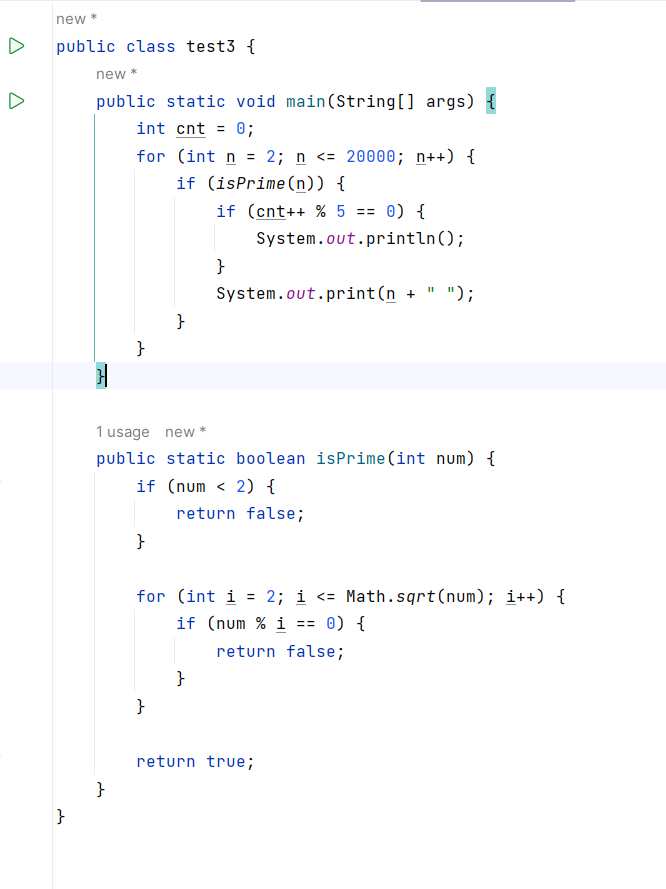 new *
public class test3 {
new *
public static void main(String[] args) {
int cnt = 0;
for (int n = 2; n <= 20000; n++) {
if (isPrime(n)) {
if (cnt++ % 5 == 0) {
System.out.println();
}
System.out.print(n + " ");
}
}
}
1 usage new *
public static boolean isPrime(int num) {
if (num < 2) {
return false;
}
for (int i = 2; i <= Math.sqrt(num); i++) {
if (num % i == 0) {
return false;
}
}
return true;
}
}